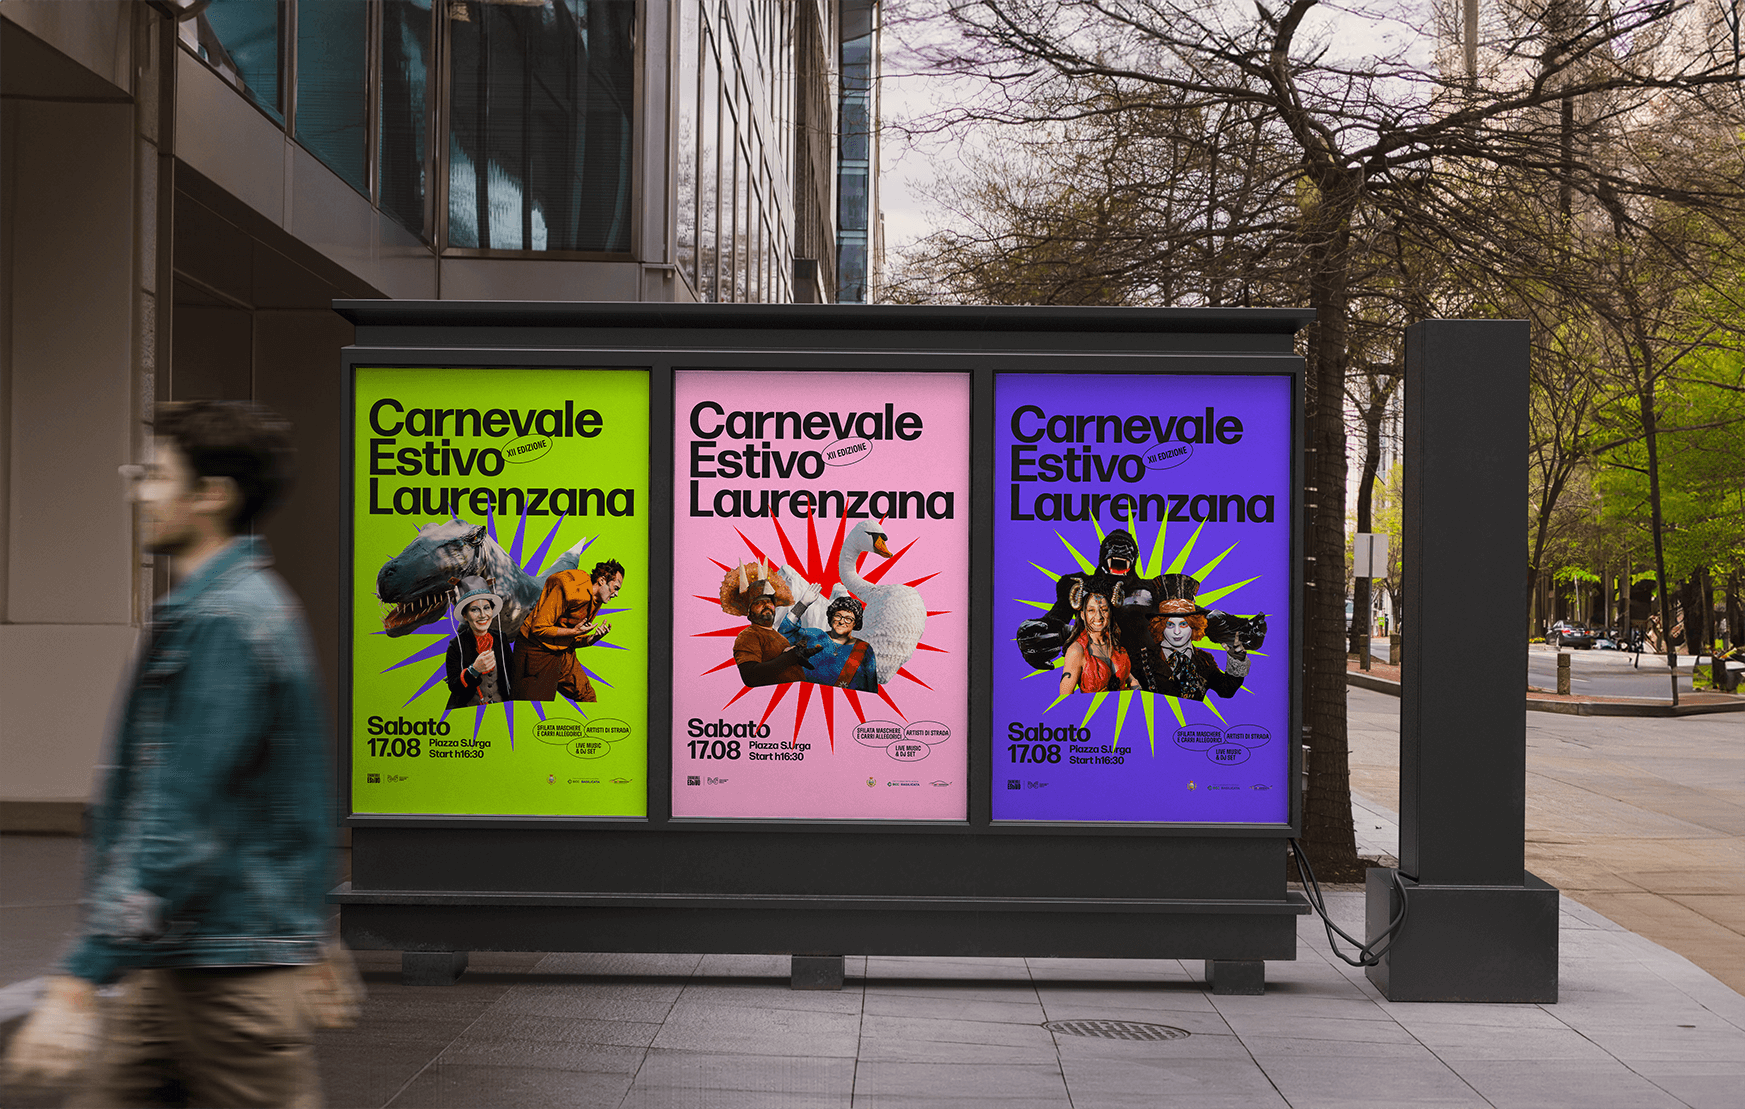 Carnevale
Estivo
XII EDIZIONE
Laurenzana
Sabato
17.08
Piazza S.Urga
Start h16:30
SFILATA MASCHERE
E CARRI ALLEGORICI
ARTISTI DI STRADA
LIVE MUSIC
& DJ SET
Carnevale
Estivo
XII EDIZIONE
Laurenzana
Sabato
17.08
Piazza S.Urga
Start h16:30
SFILATA MASCHERE
E CARRI ALLEGORICI
ARTISTI DI STRADA
LIVE MUSIC
& DJ SET
Carnevale
Estivo
XII EDIZIONE
Laurenzana
Sabato
17.08
Piazza S.Urga
Start h16:30
SFILATA MASCHERE
E CARRI ALLEGORICI
ARTISTI DI STRADA
LIVE MUSIC
& DJ SET